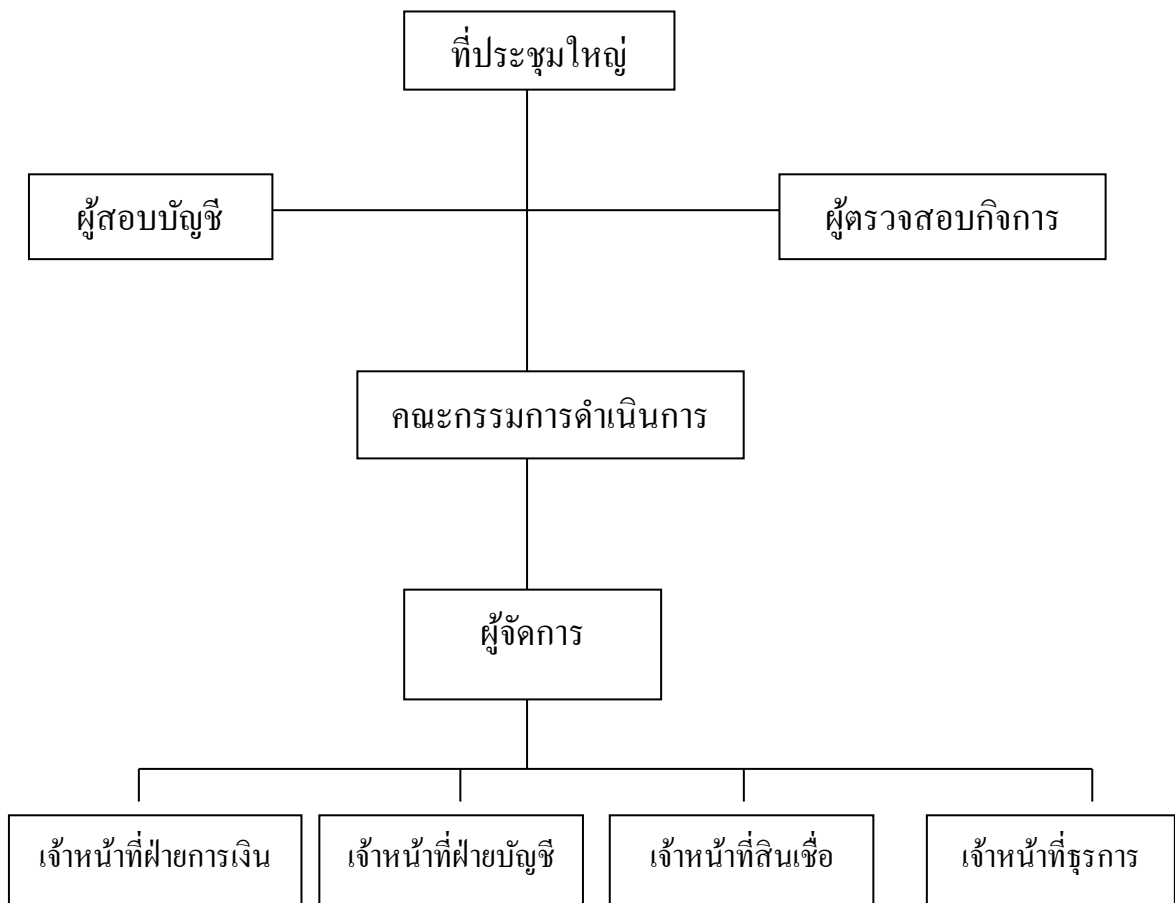 ที่ประชุมใหญ่
ผู้สอบบัญชี
ผู้ตรวจสอบกิจการ
คณะกรรมการดำเนินการ
ผู้จัดการ
เจ้าหน้าที่ฝ่ายการเงิน
เจ้าหน้าที่ฝ่ายบัญชี
เจ้าหน้าที่สินเชื่อ
เจ้าหน้าที่ธุรการ